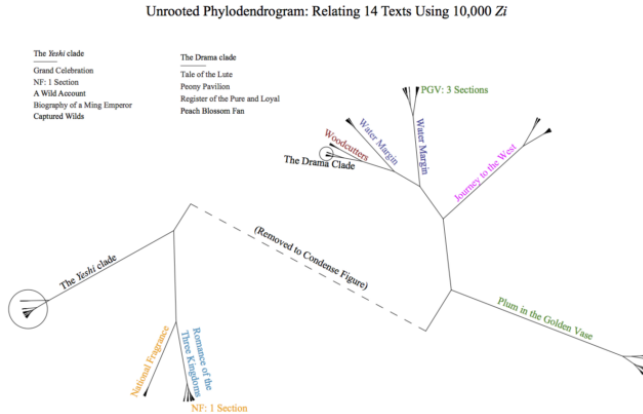 Unrooted Phylodendrogram: Relating 14 Texts Using 10,000 Zi
The Yeshi clade
Grand Celebration
NF: 1 Section
A Wild Account
Biography of a Ming Emperor
Captured Wilds
The Drama clade
Tale of the Lute
Peony Pavilion
Register of the Pure and Loyal
Peach Blossom Fan
PGV: 3 Sections
Water Margin
Water Margin
Woodcutters
The Drama Clade
Journey to the West
(Removed to Condense Figure)
The Yeshi clade
Plum in the Golden Vase
National Fragrance
Romance of the
Three Kingdoms
NF: 1 Section